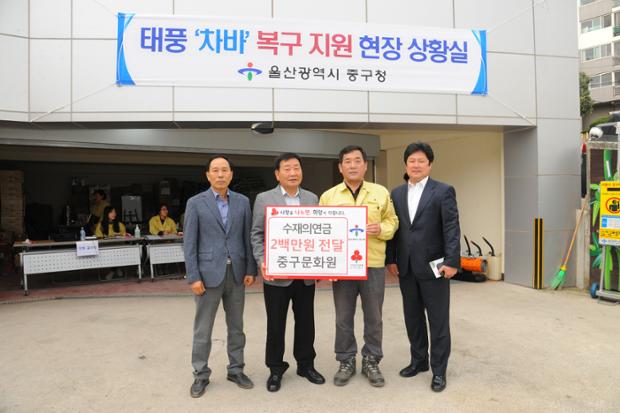 태풍 '차바' 복구 지원 현장 상황실
울산광역시 중구청
사랑을 나누면, 희망이 더합니다.
수재의연금
2백만원 전달
중구문화원